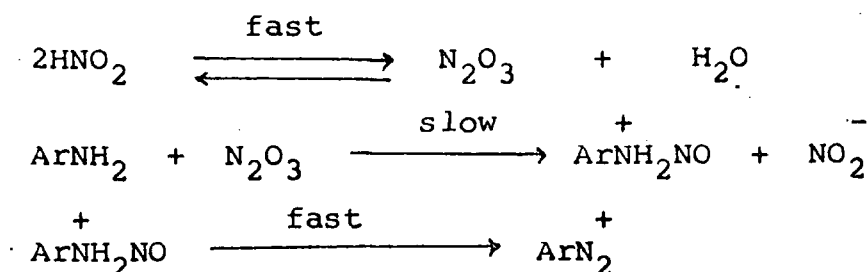 fast
2HNO₂ ⇌ N₂O₃ + H₂O
slow +  -
ArNH₂ + N₂O₃ → ArNH₂NO + NO₂
+ fast +
ArNH₂NO → ArN₂